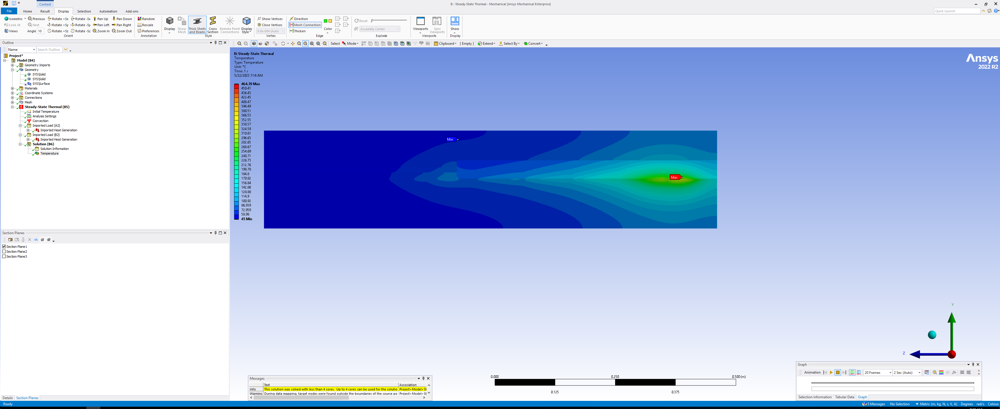 Context
B : Steady-State Thermal - Mechanical [Ansys Mechanical Enterprise]
File Home Result Display Selection Automation Add-ons
Quick Launch
Isometric Previous Rotate +Sx Rotate -Sx Pan Up Pan Down
Look At Next Rotate +Sy Rotate -Sy Pan Left Pan Right
Views Angle 10 Rotate +Sz Rotate -Sz Zoom In Zoom Out
Orient
Random
Rescale
Preferences
Annotation
Display
Show Mesh
Thick Shells and Beams
Cross Section
Remote Point Connections
Display Style
Style
Show Vertices
Close Vertices
9.8e-004 (Auto
Vertex
Direction
Mesh Connection
Thicken
Color
Edge
Reset
Assembly Center
Explode
Viewports
Sync Viewports
Viewports
Show
Display
Outline
Name Search Outline
Project*
Model (B4)
Geometry Imports
Geometry
SYS\Solid
SYS\Solid
SYS\Surface
Materials
Coordinate Systems
Connections
Mesh
Steady-State Thermal (B5)
Initial Temperature
Analysis Settings
Convection
Imported Load (A2)
Imported Heat Generation
Imported Load (B2)
Imported Heat Generation
Solution (B6)
Solution Information
Temperature
Section Planes
Section Plane1
Section Plane2
Section Plane3
Details Section Planes
Select Mode Clipboard [ Empty ] Extend Select By Convert
B: Steady-State Thermal
Temperature
Type: Temperature
Unit: °C
Time: 1 s
5/22/2023 7:14 AM
464.39 Max
450.41
436.43
422.45
408.47
394.49
380.51
366.53
352.55
338.57
324.59
310.61
296.63
282.65
268.67
254.69
240.71
226.73
212.76
198.78
184.8
170.82
156.84
142.86
128.88
114.9
100.92
86.939
72.959
58.98
45 Min
Min
Max
Ansys
2022 R2
Y
Z
0.000 0.250 0.500 (m)
0.125 0.375
Messages
Text Association
Info This solution was solved with less than 4 cores. Up to 4 cores can be used for the solutio Project>Model>St
Warninc During data mapping, target nodes were found outside the boundaries of the source po Project>Model>St
Graph
Animation 20 Frames 2 Sec (Auto)
Selection Information Tabular Data Graph
Ready
5 Messages No Selection Metric (m, kg, N, s, V, A) Degrees rad/s Celsius